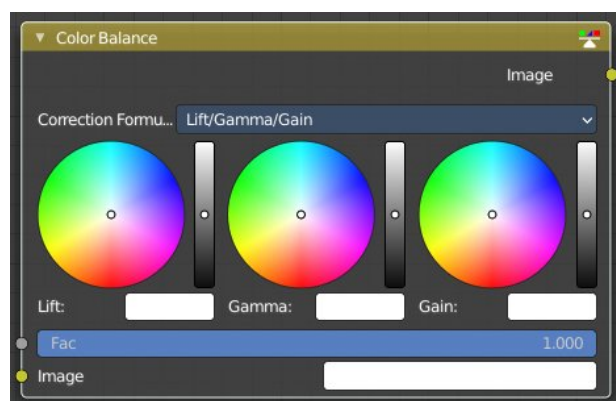 Color Balance
Image
Correction Formu... Lift/Gamma/Gain
Lift: Gamma: Gain:
Fac 1.000
Image